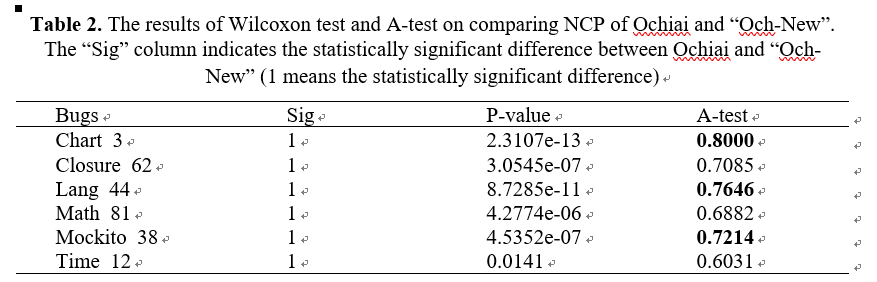 Table 2. The results of Wilcoxon test and A-test on comparing NCP of Ochiai and “Och-New”.
The “Sig” column indicates the statistically significant difference between Ochiai and “Och-
New” (1 means the statistically significant difference)
Bugs Sig P-value A-test
Chart 3 1 2.3107e-13 0.8000
Closure 62 1 3.0545e-07 0.7085
Lang 44 1 8.7285e-11 0.7646
Math 81 1 4.2774e-06 0.6882
Mockito 38 1 4.5352e-07 0.7214
Time 12 1 0.0141 0.6031